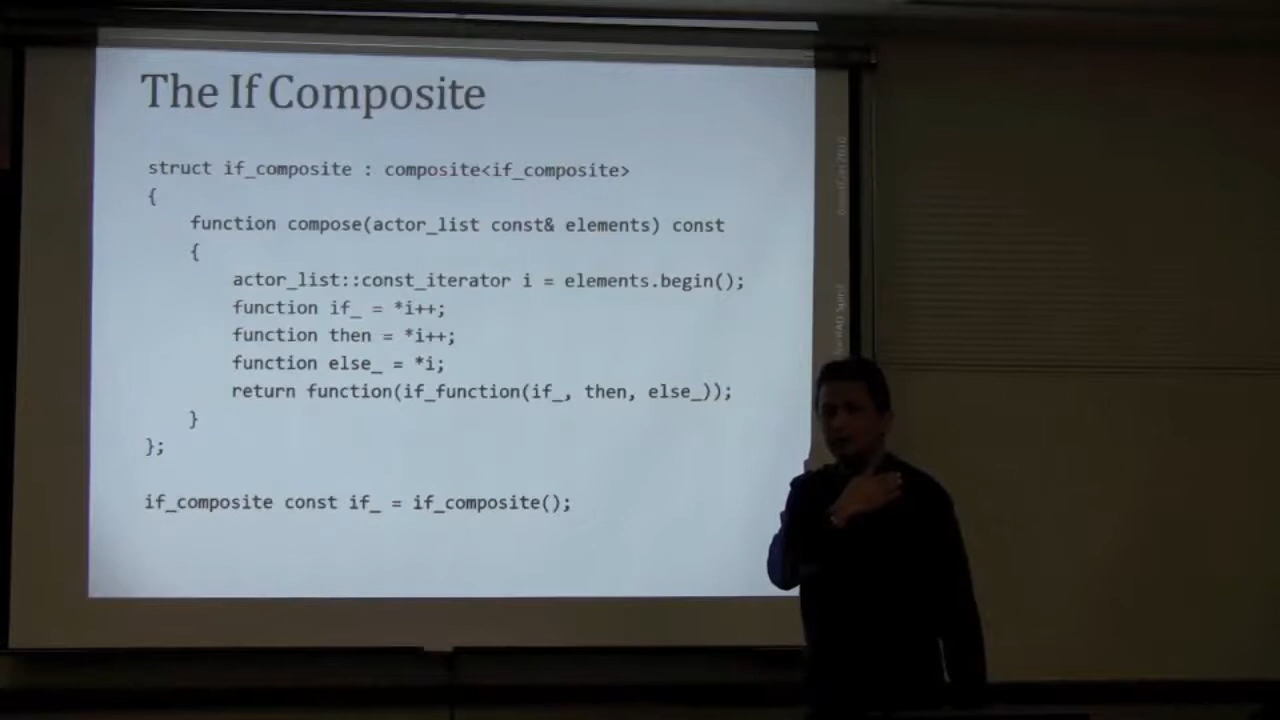 The If Composite
struct if_composite : composite<if_composite>
{
function compose(actor_list const& elements) const
{
actor_list::const_iterator i = elements.begin();
function if_ = *i++;
function then = *i++;
function else_ = *i;
return function(if_function(if_, then, else_));
}
};
if_composite const if_ = if_composite();